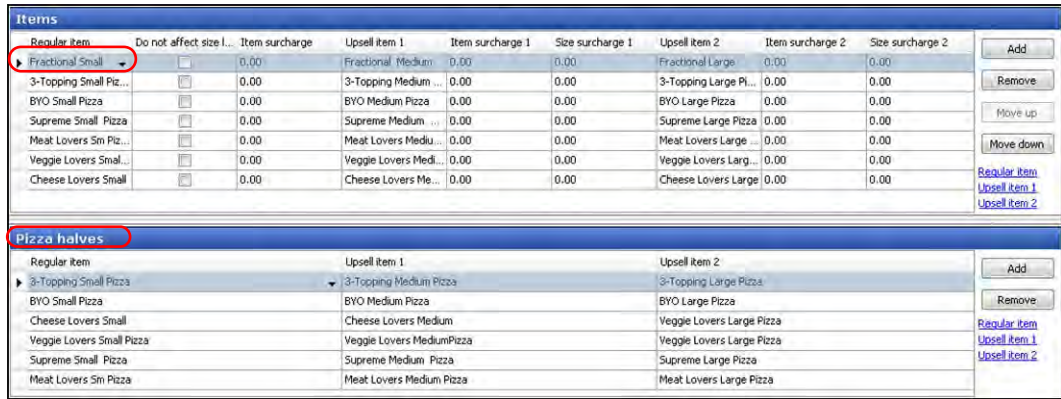 Items
Regular item Do not affect size l... Item surcharge Upsell item 1 Item surcharge 1 Size surcharge 1 Upsell item 2 Item surcharge 2 Size surcharge 2 Add
Fractional Small 0.00 Fractional Medium 0.00 0.00 Fractional Large 0.00 0.00
3-Topping Small Piz... 0.00 3-Topping Medium ... 0.00 0.00 3-Topping Large Pi... 0.00 0.00 Remove
BYO Small Pizza 0.00 BYO Medium Pizza 0.00 0.00 BYO Large Pizza 0.00 0.00
Supreme Small Pizza 0.00 Supreme Medium ... 0.00 0.00 Supreme Large Pizza 0.00 0.00 Move up
Meat Lovers Sm Piz... 0.00 Meat Lovers Mediu... 0.00 0.00 Meat Lovers Large ... 0.00 0.00 Move down
Veggie Lovers Smal... 0.00 Veggie Lovers Medi... 0.00 0.00 Veggie Lovers Larg... 0.00 0.00
Cheese Lovers Small 0.00 Cheese Lovers Me... 0.00 0.00 Cheese Lovers Large 0.00 0.00
Regular item
Upsell item 1
Upsell item 2
Pizza halves
Regular item Upsell item 1 Upsell item 2 Add
3-Topping Small Pizza 3-Topping Medium Pizza 3-Topping Large Pizza
BYO Small Pizza BYO Medium Pizza BYO Large Pizza Remove
Cheese Lovers Small Cheese Lovers Medium Veggie Lovers Large Pizza
Veggie Lovers Small Pizza Veggie Lovers MediumPizza Veggie Lovers Large Pizza
Supreme Small Pizza Supreme Medium Pizza Supreme Large Pizza
Meat Lovers Sm Pizza Meat Lovers Medium Pizza Meat Lovers Large Pizza
Regular item
Upsell item 1
Upsell item 2